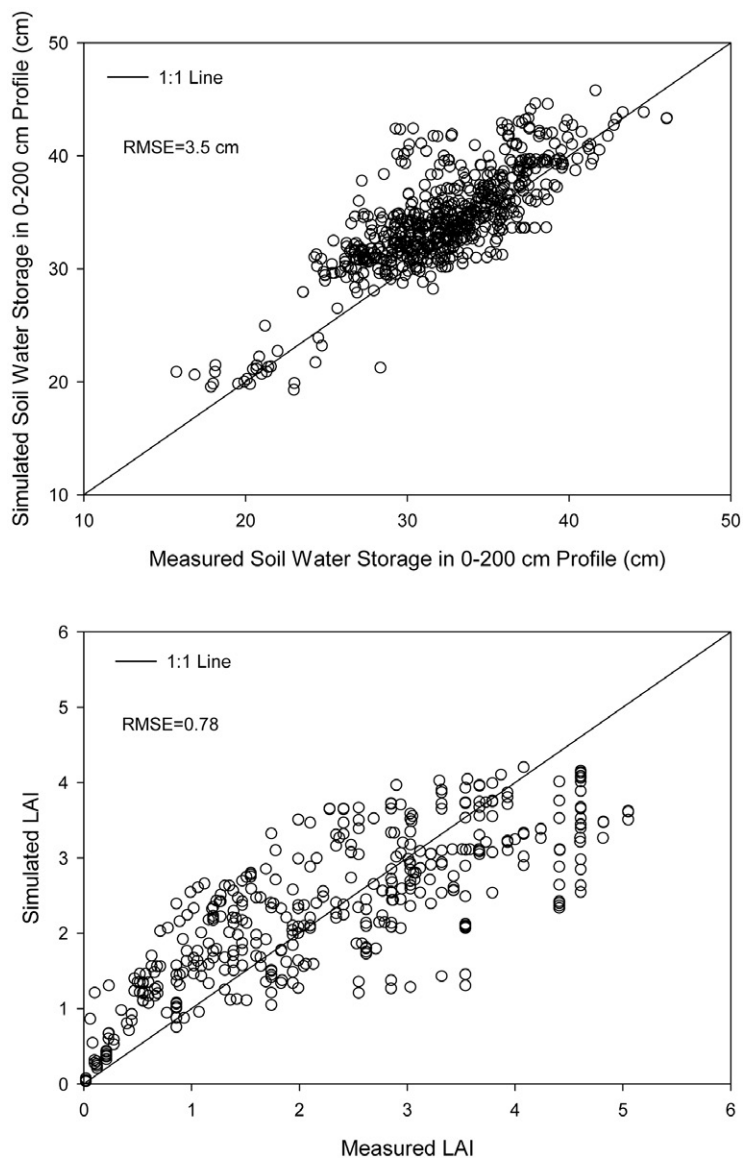 50
40
30
20
10
Simulated Soil Water Storage in 0-200 cm Profile (cm)
1:1 Line
RMSE=3.5 cm
10 20 30 40 50
Measured Soil Water Storage in 0-200 cm Profile (cm)
6
5
4
3
2
1
0
Simulated LAI
1:1 Line
RMSE=0.78
0 1 2 3 4 5 6
Measured LAI